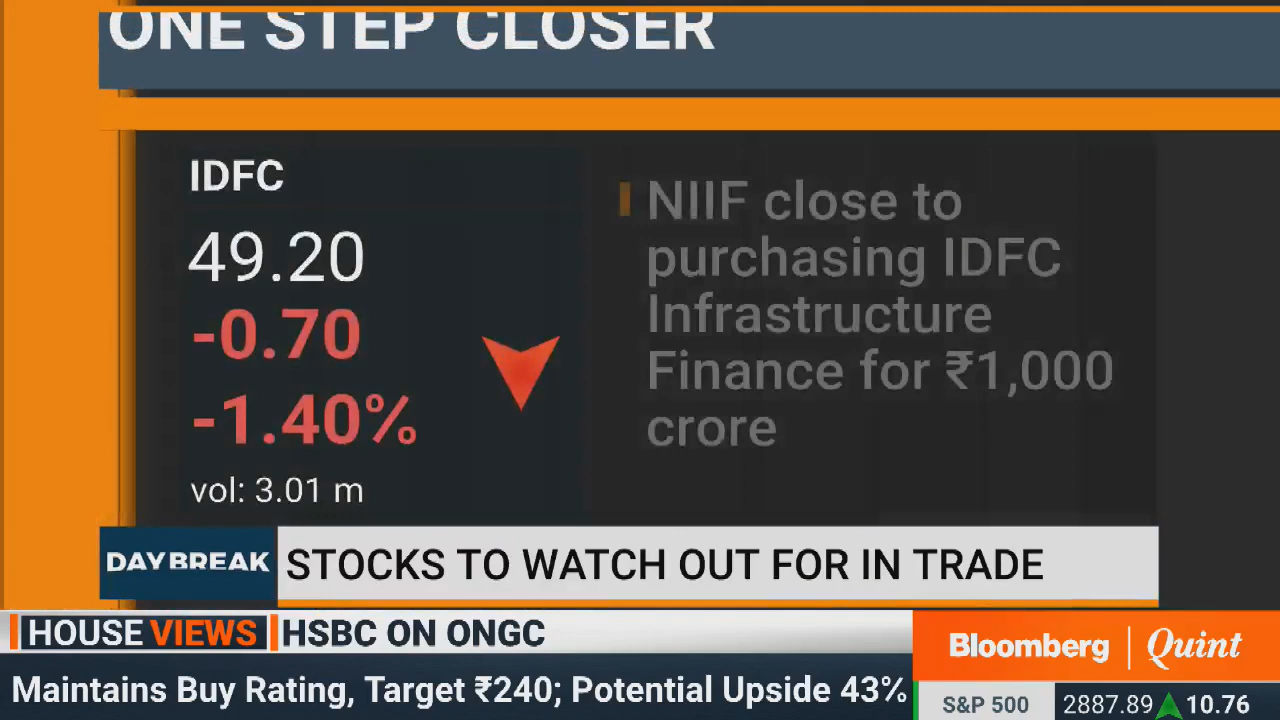 ONE STEP CLOSER
IDFC
49.20
-0.70
-1.40%
vol: 3.01 m
NIIF close to
purchasing IDFC
Infrastructure
Finance for ₹1,000
crore
DAYBREAK STOCKS TO WATCH OUT FOR IN TRADE
HOUSE VIEWS HSBC ON ONGC
Maintains Buy Rating, Target ₹240; Potential Upside 43%
Bloomberg | Quint
S&P 500 2887.89 10.76